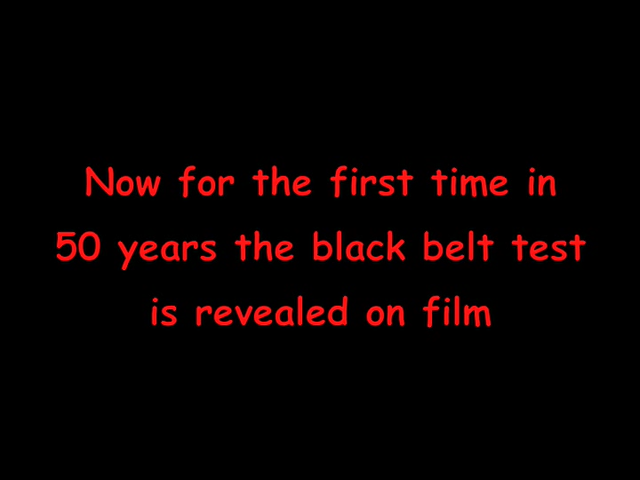 Now for the first time in
50 years the black belt test
is revealed on film